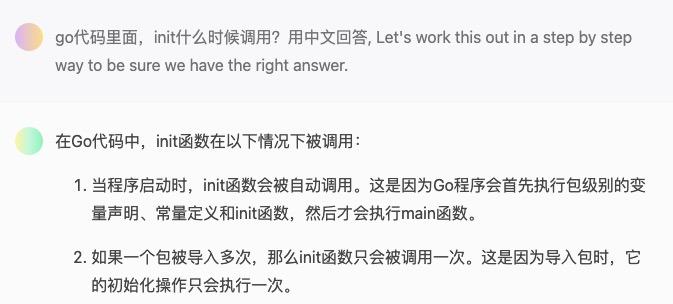 go代码里面，init什么时候调用？用中文回答, Let's work this out in a step by step
way to be sure we have the right answer.
在Go代码中，init函数在以下情况下被调用：
1. 当程序启动时，init函数会被自动调用。这是因为Go程序会首先执行包级别的变
量声明、常量定义和init函数，然后才会执行main函数。
2. 如果一个包被导入多次，那么init函数只会被调用一次。这是因为导入包时，它
的初始化操作只会执行一次。